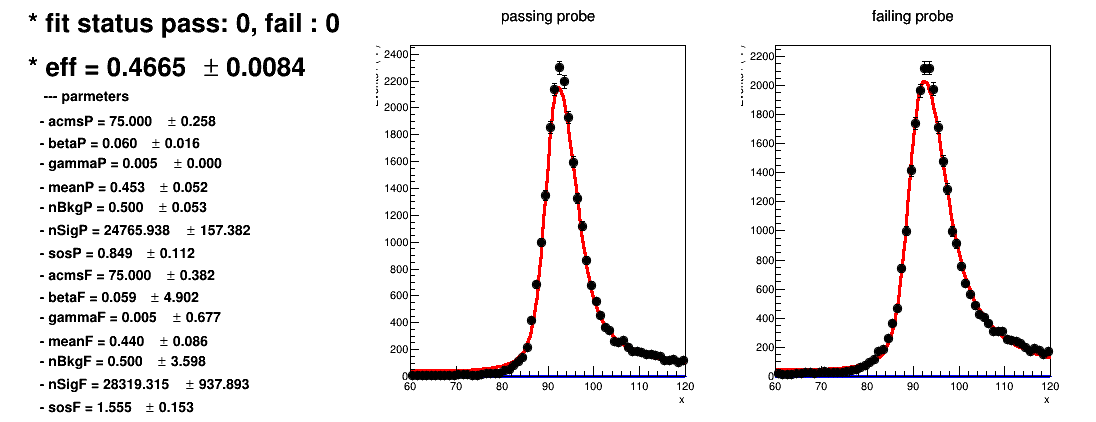 * fit status pass: 0, fail : 0
* eff = 0.4665 ± 0.0084
--- parmeters
- acmsP = 75.000 ± 0.258
- betaP = 0.060 ± 0.016
- gammaP = 0.005 ± 0.000
- meanP = 0.453 ± 0.052
- nBkgP = 0.500 ± 0.053
- nSigP = 24765.938 ± 157.382
- sosP = 0.849 ± 0.112
- acmsF = 75.000 ± 0.382
- betaF = 0.059 ± 4.902
- gammaF = 0.005 ± 0.677
- meanF = 0.440 ± 0.086
- nBkgF = 0.500 ± 3.598
- nSigF = 28319.315 ± 937.893
- sosF = 1.555 ± 0.153
passing probe
2400
2200
2000
1800
1600
1400
1200
1000
800
600
400
200
0
60 70 80 90 100 110 120
x
failing probe
2200
2000
1800
1600
1400
1200
1000
800
600
400
200
0
60 70 80 90 100 110 120
x